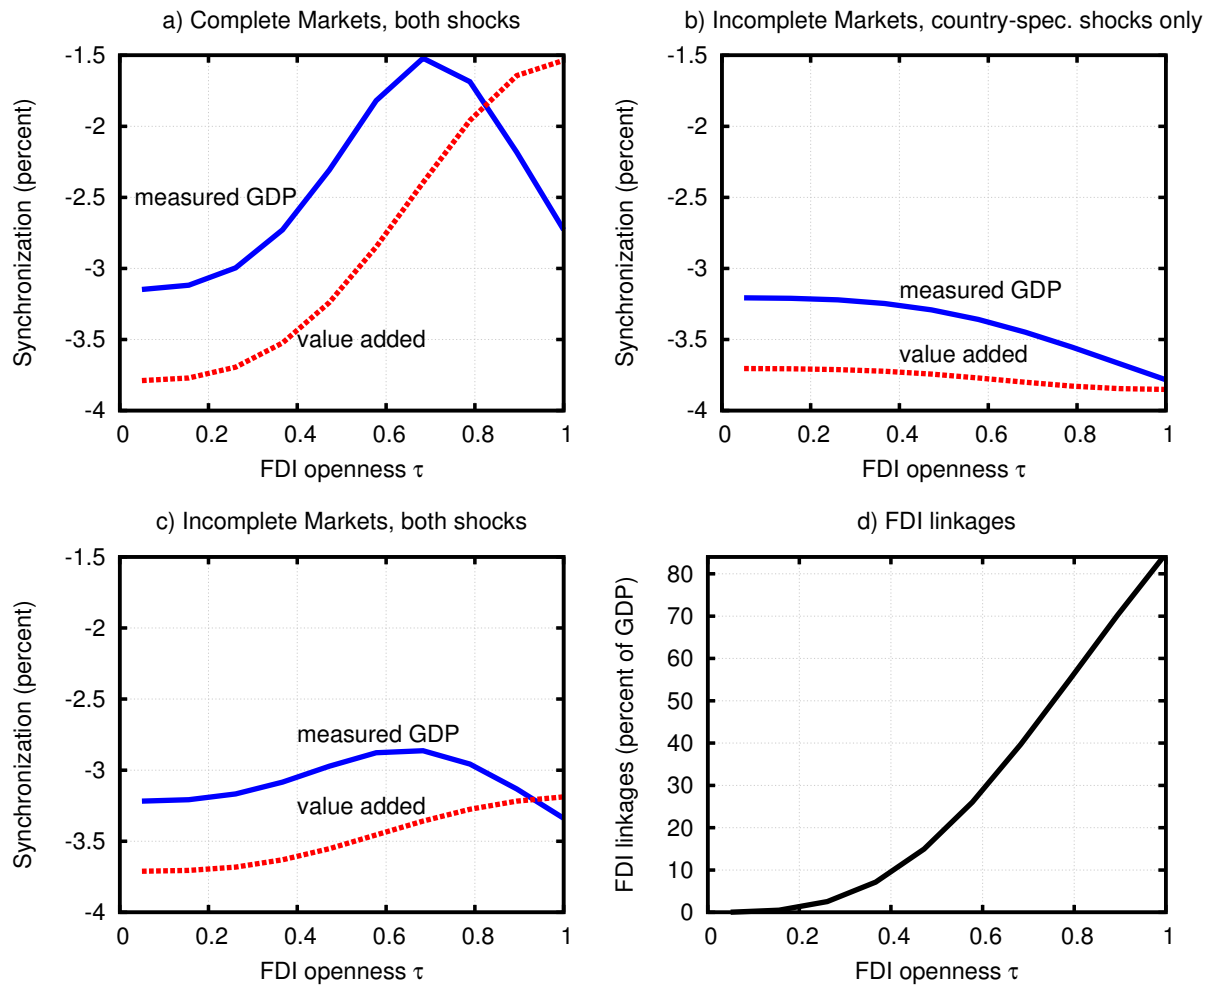 a) Complete Markets, both shocks
Synchronization (percent)
-1.5
-2
-2.5
-3
-3.5
-4
measured GDP
value added
0
0.2
0.4
0.6
0.8
1
FDI openness τ
b) Incomplete Markets, country-spec. shocks only
Synchronization (percent)
-1.5
-2
-2.5
-3
-3.5
-4
measured GDP
value added
0
0.2
0.4
0.6
0.8
1
FDI openness τ
c) Incomplete Markets, both shocks
Synchronization (percent)
-1.5
-2
-2.5
-3
-3.5
-4
measured GDP
value added
0
0.2
0.4
0.6
0.8
1
FDI openness τ
d) FDI linkages
FDI linkages (percent of GDP)
80
70
60
50
40
30
20
10
0
0
0.2
0.4
0.6
0.8
1
FDI openness τ